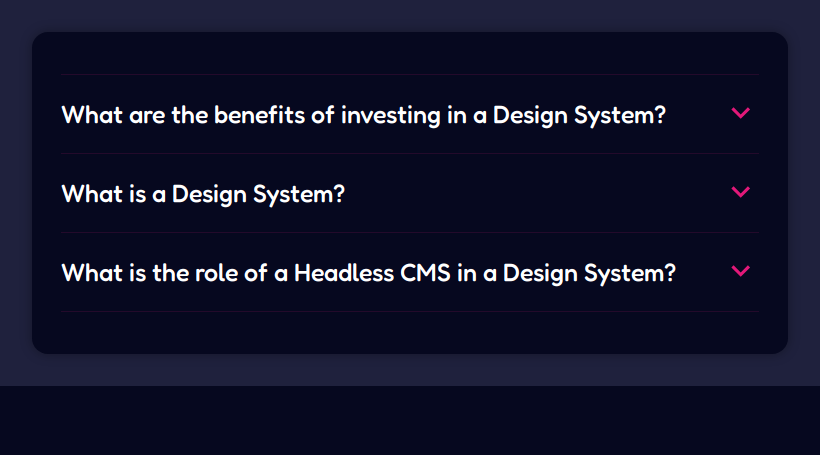 What are the benefits of investing in a Design System?
What is a Design System?
What is the role of a Headless CMS in a Design System?